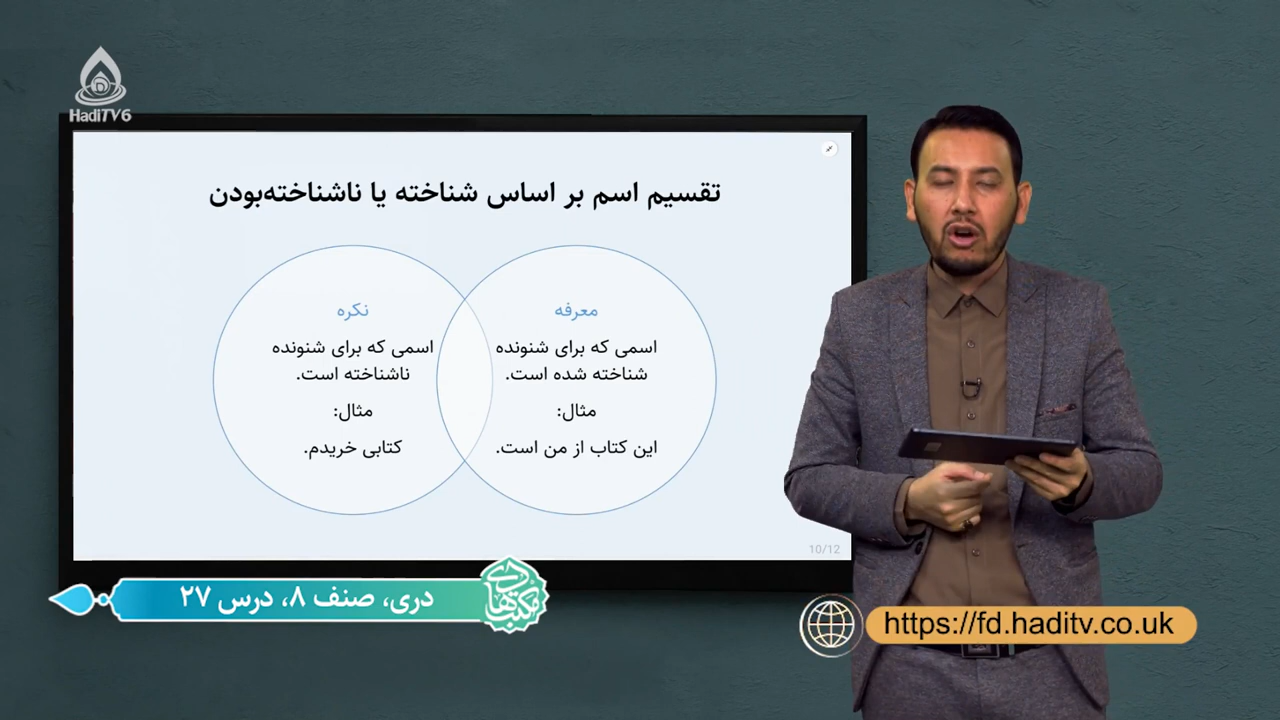 HadiTV6
تقسیم اسم بر اساس شناخته یا ناشناخته‌بودن
معرفه
اسمی که برای شنونده
شناخته شده است.
مثال:
این کتاب از من است.
نکره
اسمی که برای شنونده
ناشناخته است.
مثال:
کتابی خریدم.
10/12
دری، صنف ۸، درس ۲۷
مکتب هادی
https://fd.haditv.co.uk